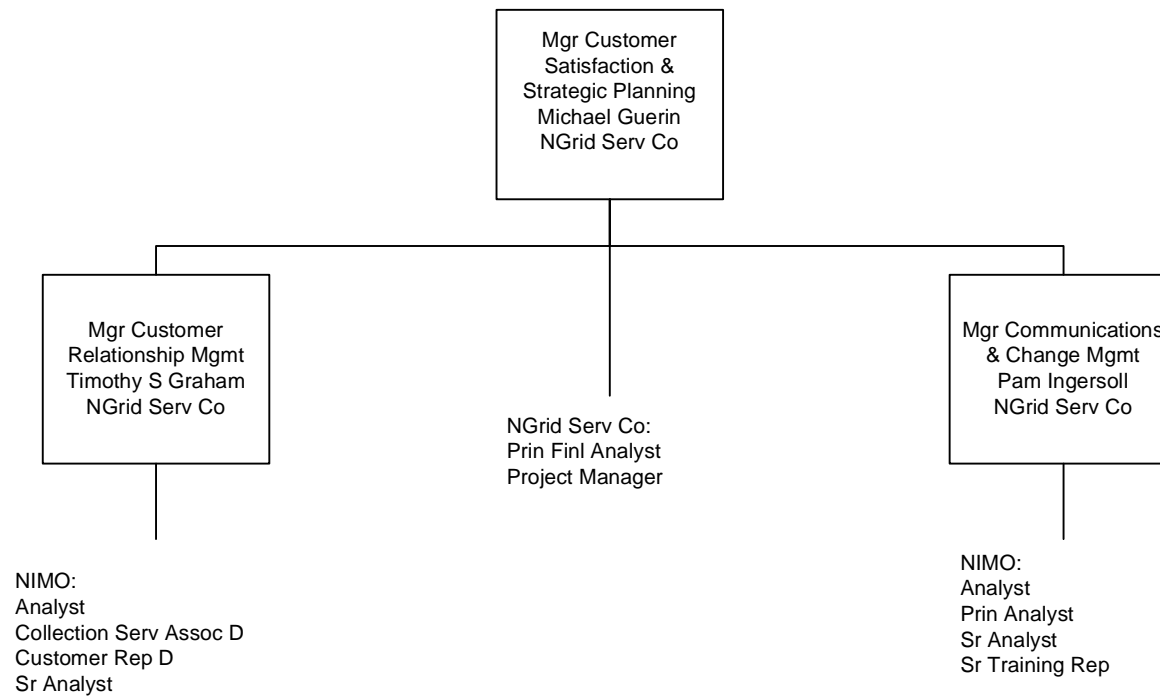 Mgr Customer
Satisfaction &
Strategic Planning
Michael Guerin
NGrid Serv Co
Mgr Customer
Relationship Mgmt
Timothy S Graham
NGrid Serv Co
NGrid Serv Co:
Prin Finl Analyst
Project Manager
Mgr Communications
& Change Mgmt
Pam Ingersoll
NGrid Serv Co
NIMO:
Analyst
Collection Serv Assoc D
Customer Rep D
Sr Analyst
NIMO:
Analyst
Prin Analyst
Sr Analyst
Sr Training Rep